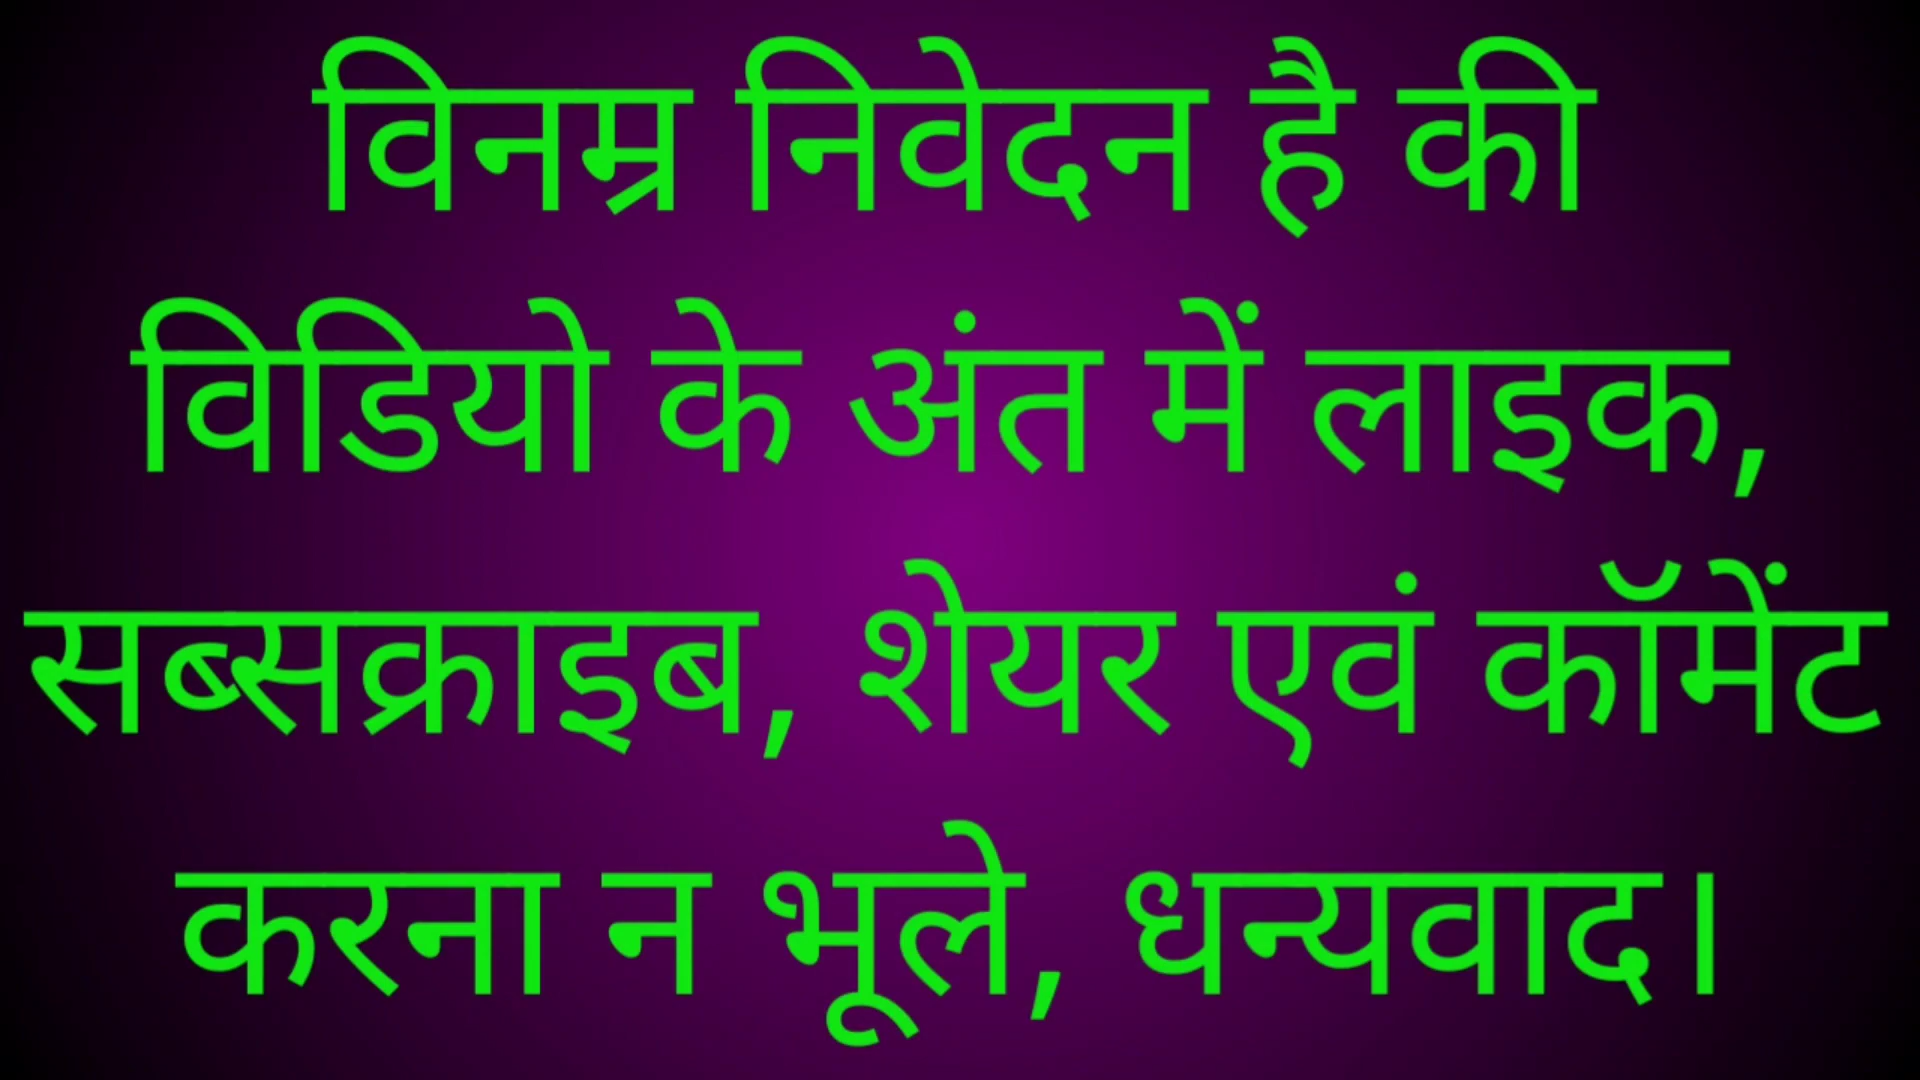 विनम्र निवेदन है की
विडियो के अंत में लाइक,
सब्सक्राइब, शेयर एवं कॉमेंट
करना न भूले, धन्यवाद।